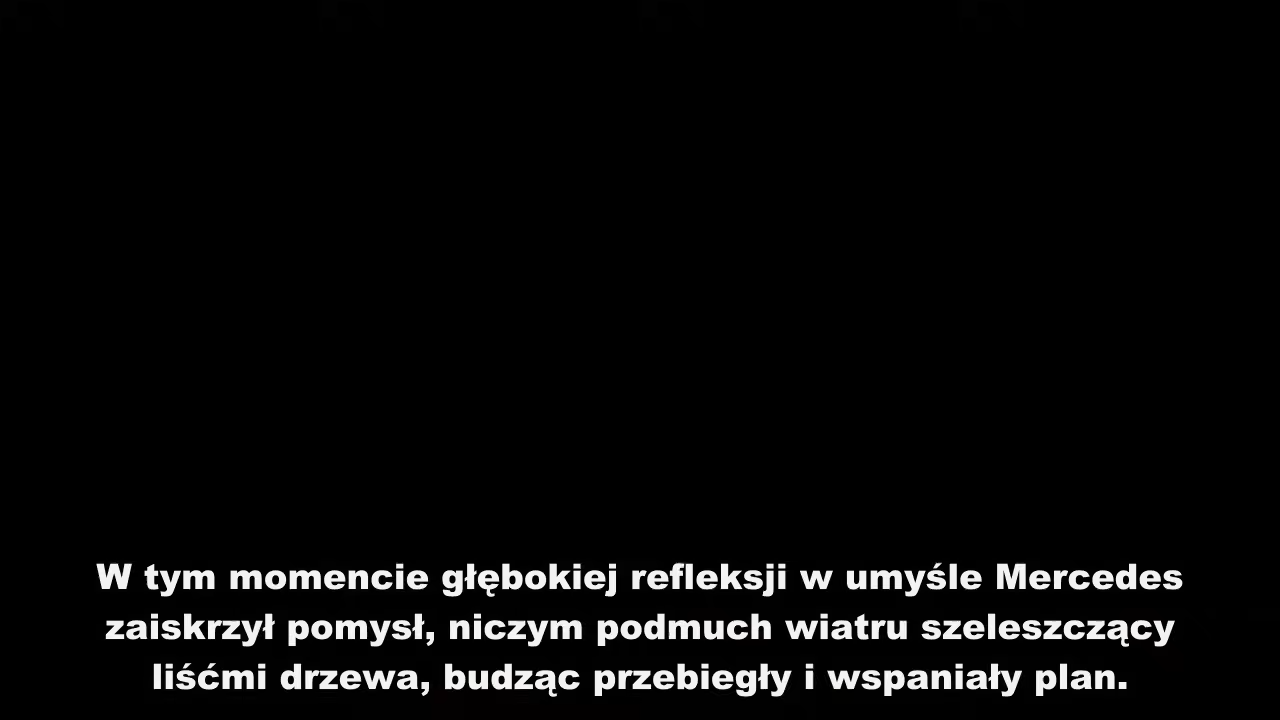 W tym momencie głębokiej refleksji w umyśle Mercedes
zaiskrzył pomysł, niczym podmuch wiatru szeleszczący
liśćmi drzewa, budząc przebiegły i wspaniały plan.